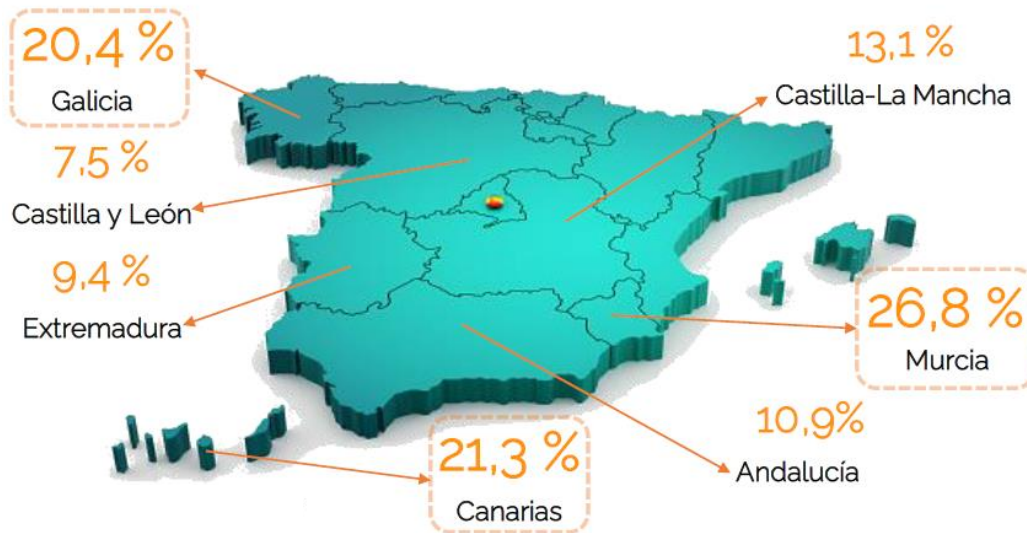 20,4 %
Galicia
13,1 %
Castilla-La Mancha
7,5 %
Castilla y León
9,4 %
Extremadura
26,8 %
Murcia
10,9%
Andalucía
21,3 %
Canarias